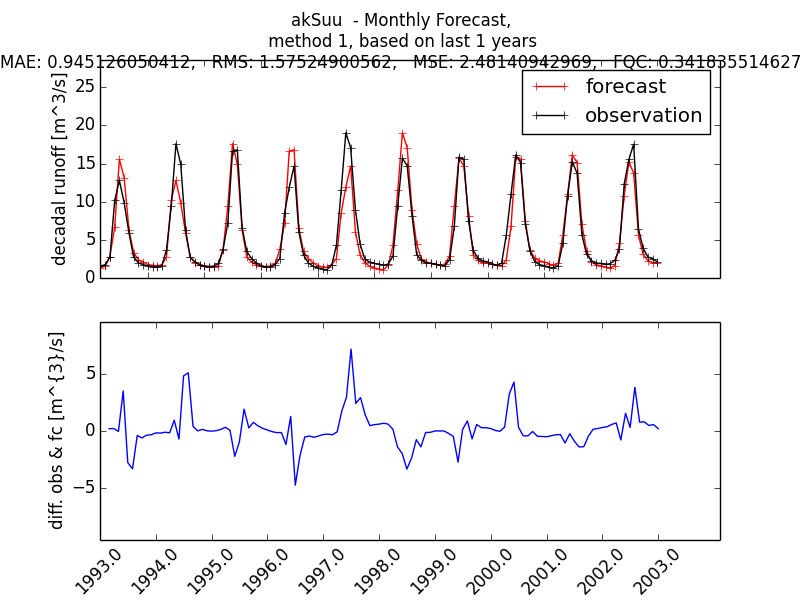 akSuu  - Monthly Forecast,
method 1, based on last 1 years
MAE: 0.945126050412,   RMS: 1.57524900562,   MSE: 2.48140942969,   FQC: 0.341835514627
decadal runoff [m^3/s]
25
20
15
10
5
0
forecast
observation
diff. obs & fc [m^{3}/s]
5
0
−5
1993.0
1994.0
1995.0
1996.0
1997.0
1998.0
1999.0
2000.0
2001.0
2002.0
2003.0